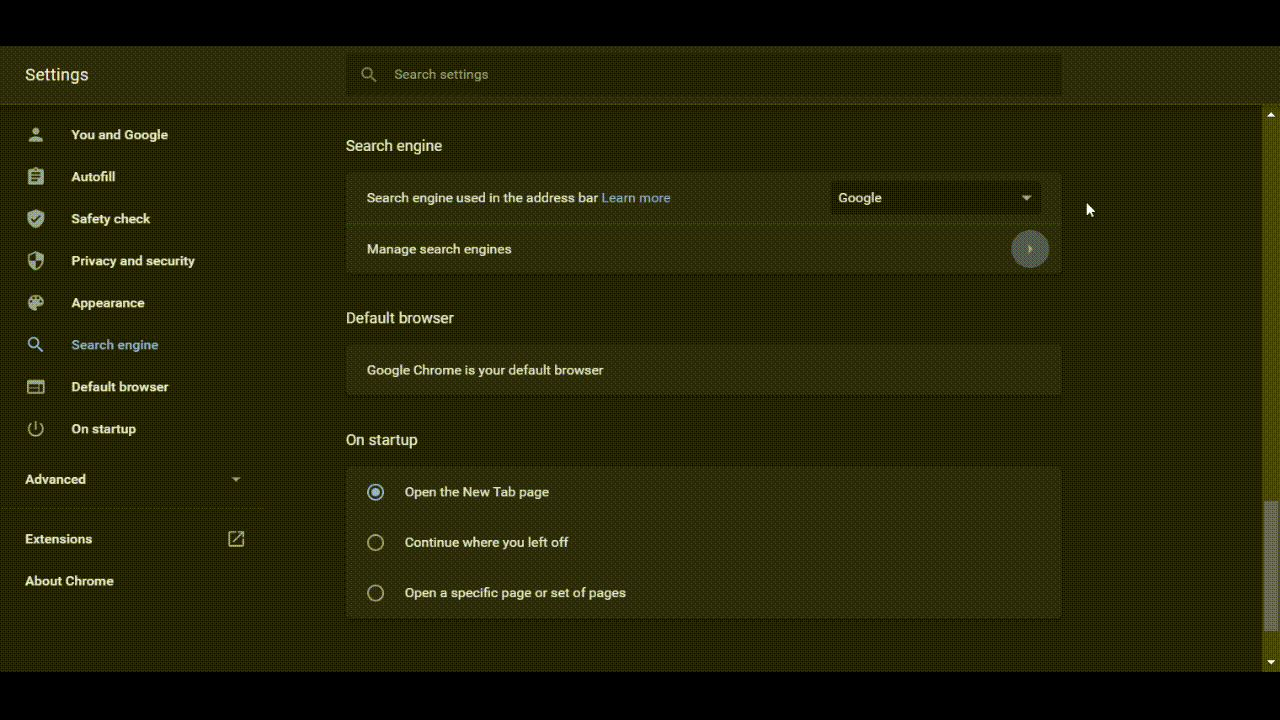 Settings
Search settings
You and Google
Autofill
Safety check
Privacy and security
Appearance
Search engine
Default browser
On startup
Advanced
Extensions
About Chrome
Search engine
Search engine used in the address bar Learn more
Google
Manage search engines
Default browser
Google Chrome is your default browser
On startup
Open the New Tab page
Continue where you left off
Open a specific page or set of pages